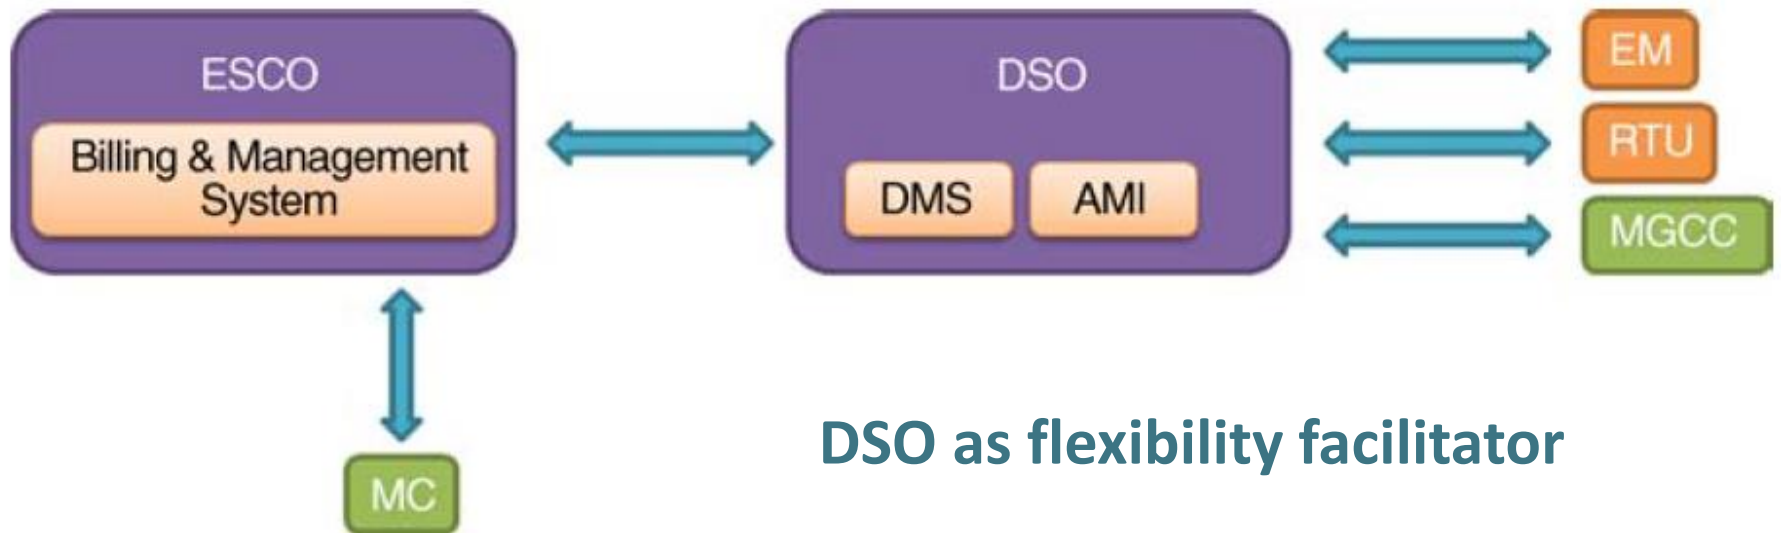 ESCO
Billing & Management
System
DSO
DMS
AMI
EM
RTU
MGCC
MC
DSO as flexibility facilitator